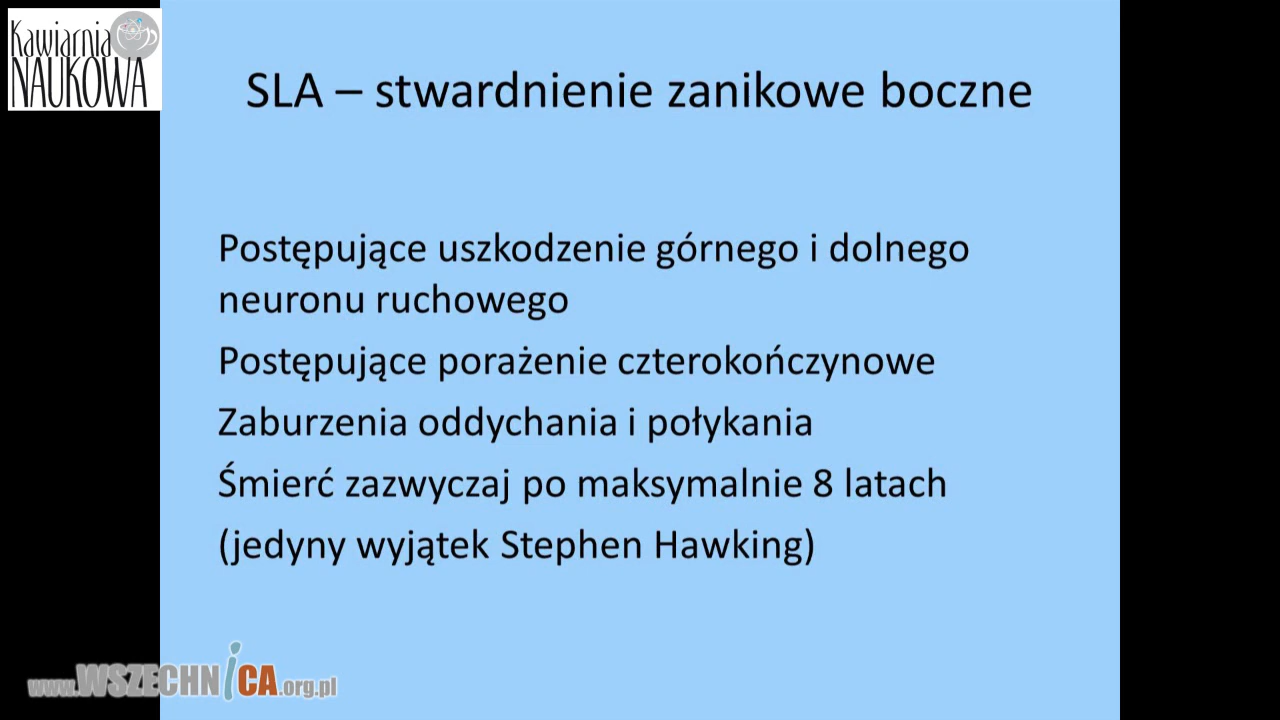 Kawiarnia
NAUKOWA
SLA – stwardnienie zanikowe boczne
Postępujące uszkodzenie górnego i dolnego
neuronu ruchowego
Postępujące porażenie czterokończynowe
Zaburzenia oddychania i połykania
Śmierć zazwyczaj po maksymalnie 8 latach
(jedyny wyjątek Stephen Hawking)
www.WSZECHNiCA.org.pl